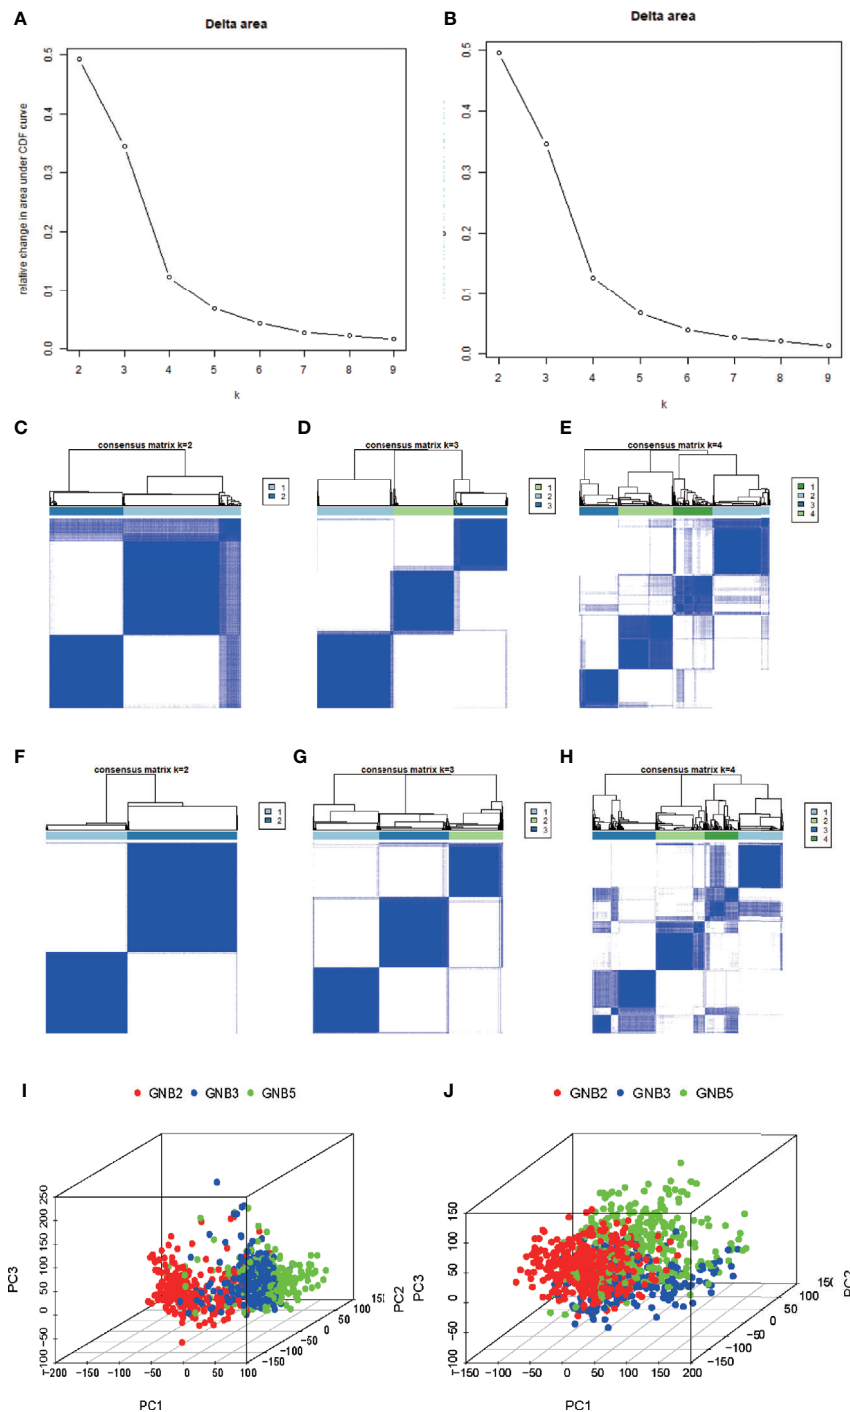 A
Delta area
relative change in area under CDF curve
0.5
0.4
0.3
0.2
0.1
0.0
2 3 4 5 6 7 8 9
k
B
Delta area
0.5
0.4
0.3
0.2
0.1
0.0
2 3 4 5 6 7 8 9
k
C
consensus matrix k=2
1
2
D
consensus matrix k=3
1
2
3
E
consensus matrix k=4
1
2
3
4
F
consensus matrix k=2
1
2
G
consensus matrix k=3
1
2
3
H
consensus matrix k=4
1
2
3
4
I
GNB2 GNB3 GNB5
PC3
250
200
150
100
50
0
-50
-100
-200 -150 -100 -50 0 50 100
PC1
-150
-100
-50
0
50
100
15
PC2
J
GNB2 GNB3 GNB5
PC3
150
100
50
0
-50
-100
-150 -100 -50 0 50 100 150 200
PC1
-150
-100
-50
0
50
100
150
PC2